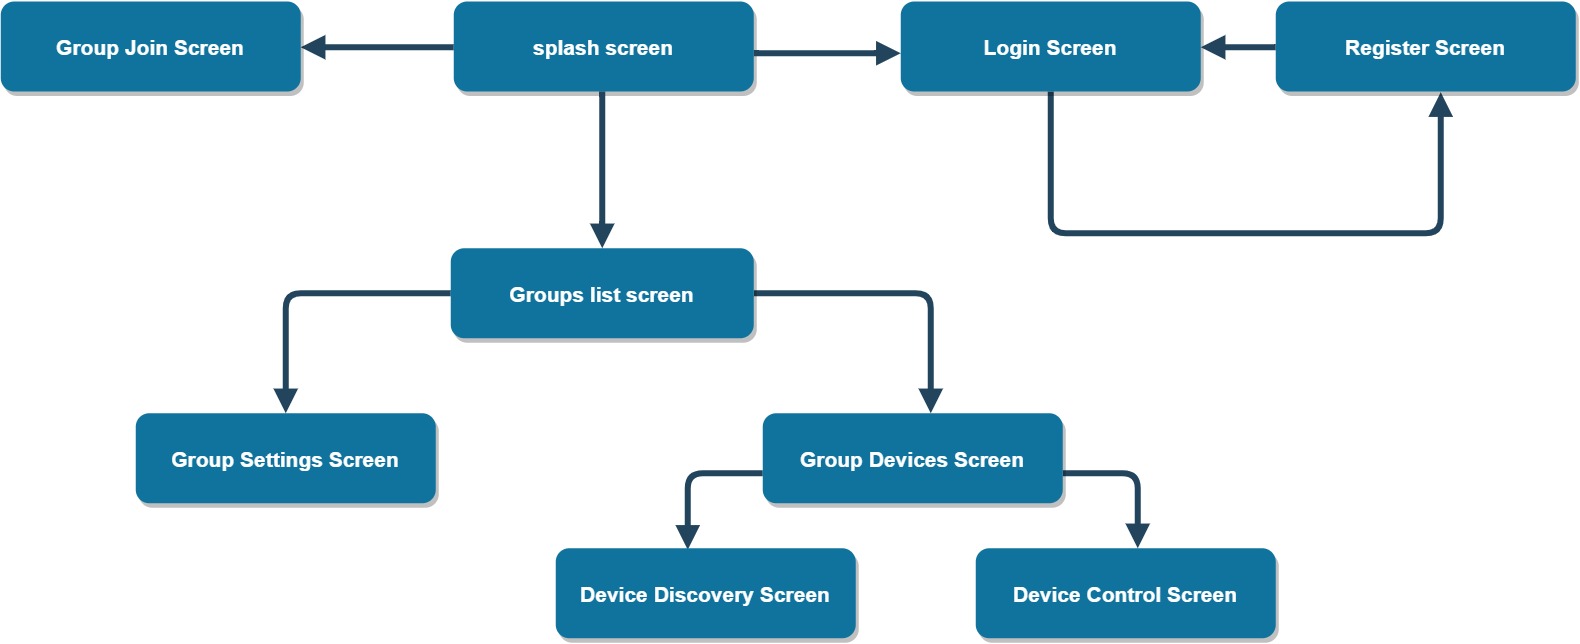 Group Join Screen
splash screen
Login Screen
Register Screen
Groups list screen
Group Settings Screen
Group Devices Screen
Device Discovery Screen
Device Control Screen